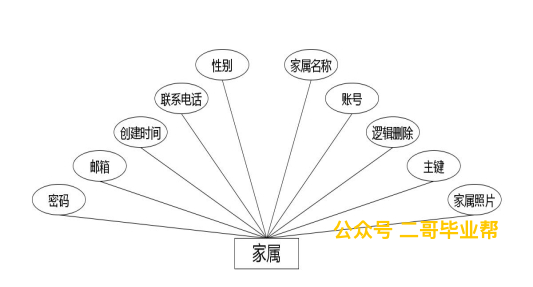 性别
家属名称
联系电话
账号
创建时间
逻辑删除
邮箱
主键
密码
家属照片
公众号 二哥毕业帮
家属